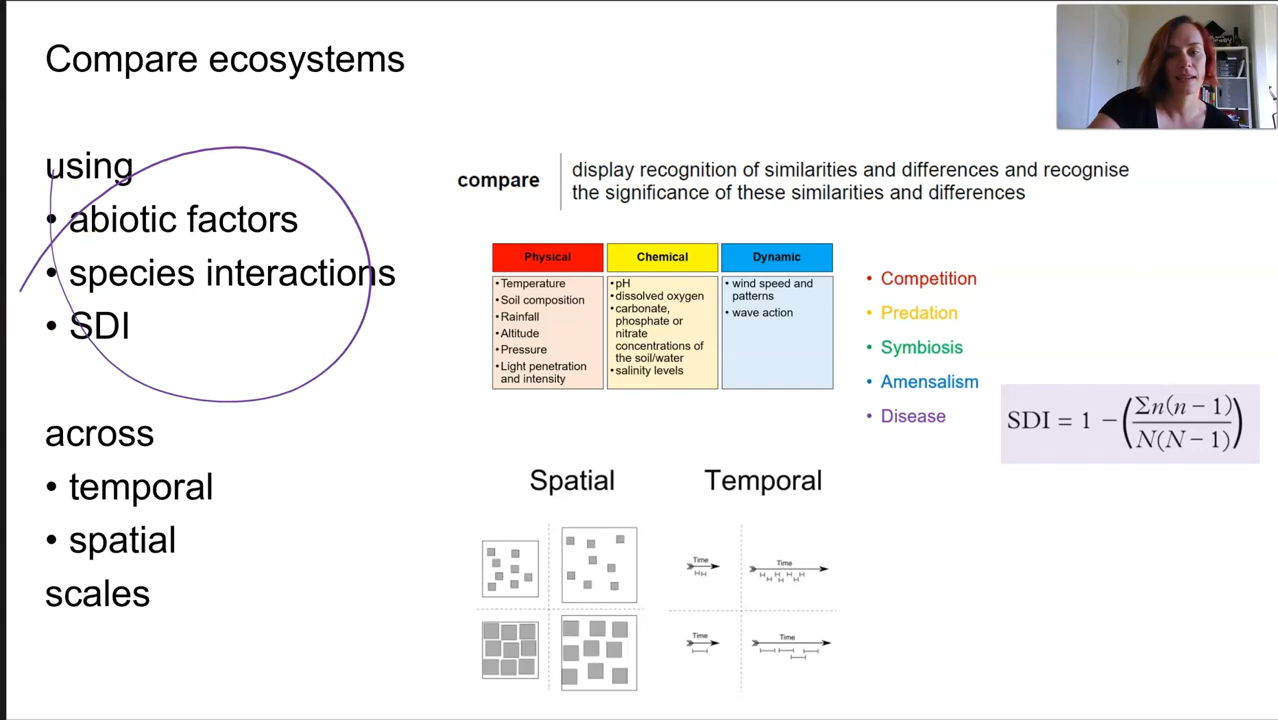 Compare ecosystems
using
• abiotic factors
• species interactions
• SDI
across
• temporal
• spatial
scales
compare
display recognition of similarities and differences and recognise
the significance of these similarities and differences
Physical
•Temperature
•Soil composition
•Rainfall
•Altitude
•Pressure
•Light penetration
and intensity
Chemical
•pH
•dissolved oxygen
•carbonate,
phosphate or
nitrate
concentrations of
the soil/water
•salinity levels
Dynamic
• wind speed and
patterns
• wave action
• Competition
• Predation
• Symbiosis
• Amensalism
• Disease
SDI = 1 − (Σn(n − 1)/N(N − 1))
Spatial
Temporal
Time
Time
Time
Time